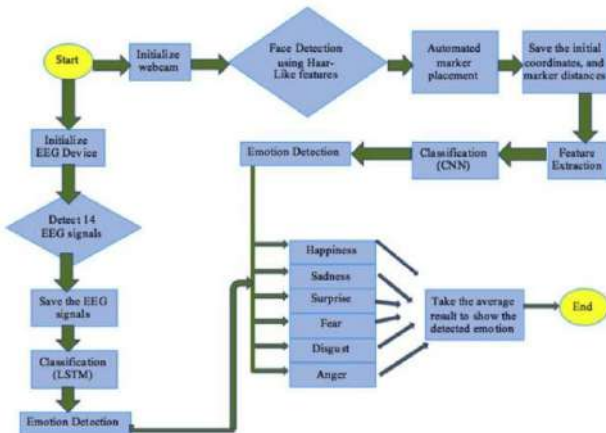 Start
Initialize
webcam
Face Detection
using Haar-
Like features
Automated
marker
placement
Save the initial
coordinates, and
marker distances
Initialize
EEG Device
Emotion Detection
Classification
(CNN)
Feature
Extraction
Detect 14
EEG signals
Save the EEG
signals
Classification
(LSTM)
Emotion Detection
Happiness
Sadness
Surprise
Fear
Disgust
Anger
Take the average
result to show the
detected emotion
End